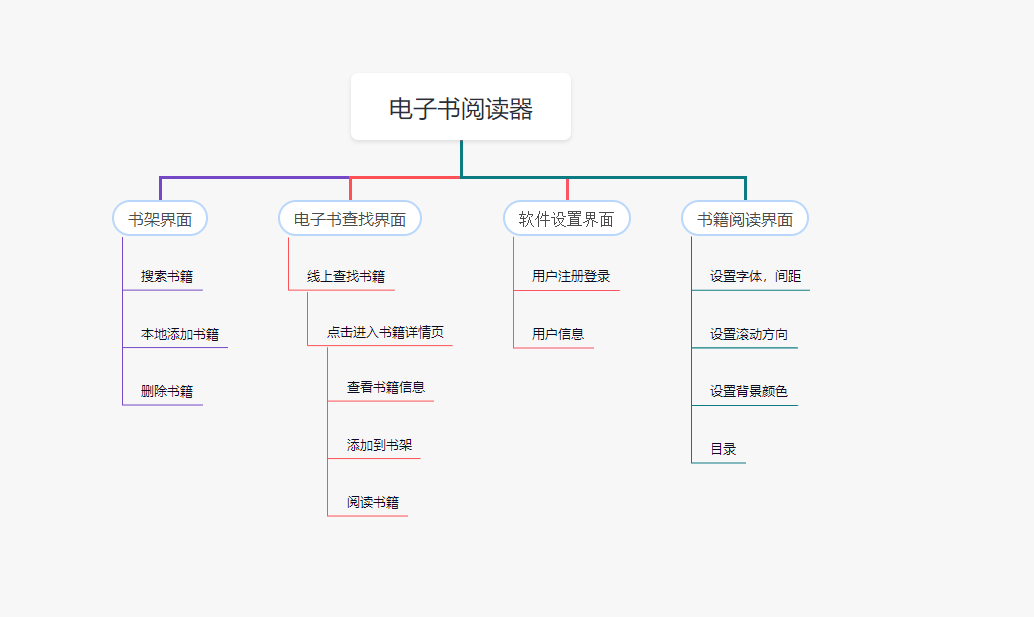 电子书阅读器
书架界面
搜索书籍
本地添加书籍
删除书籍
电子书查找界面
线上查找书籍
点击进入书籍详情页
查看书籍信息
添加到书架
阅读书籍
软件设置界面
用户注册登录
用户信息
书籍阅读界面
设置字体，间距
设置滚动方向
设置背景颜色
目录